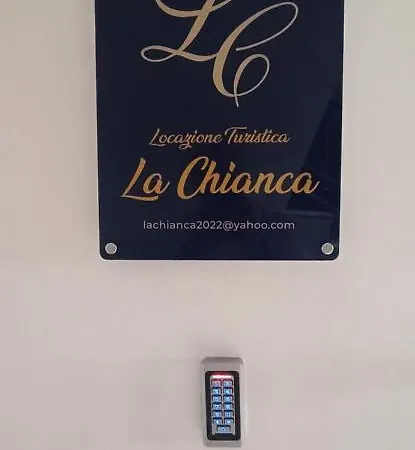 LC
Locazione Turistica
La Chianca
lachianca2022@yahoo.com